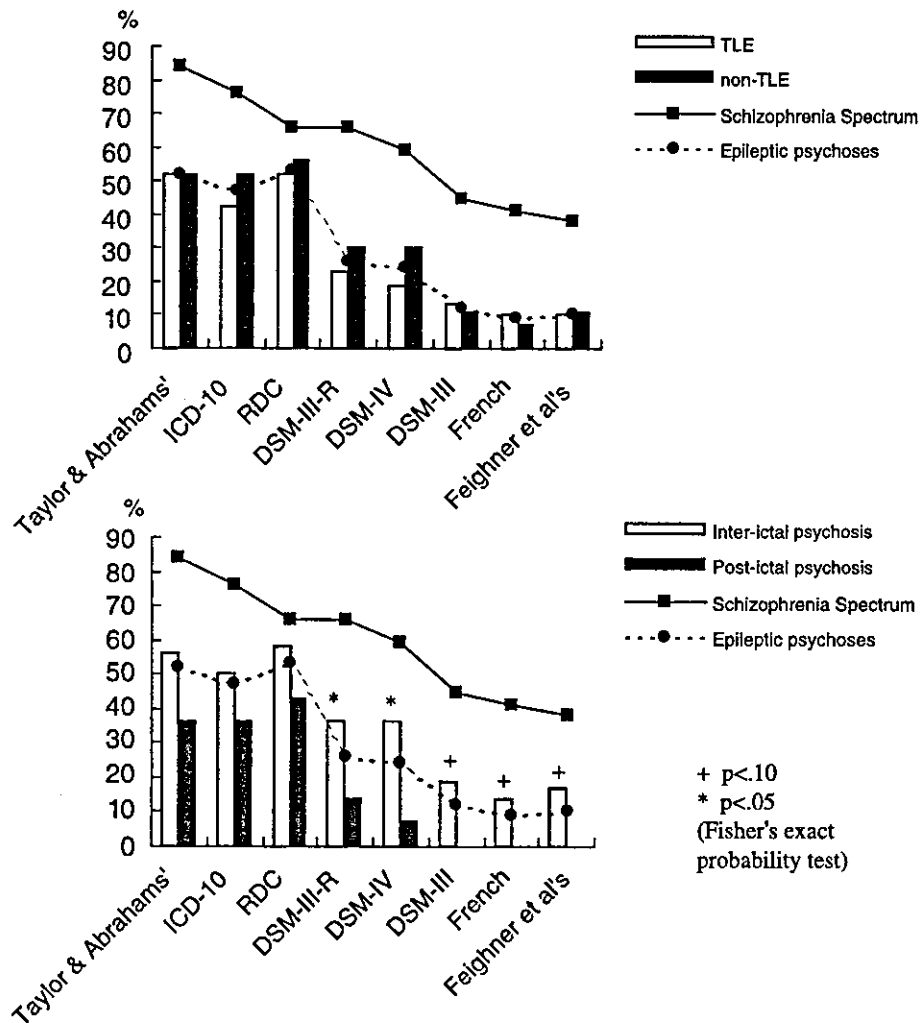 %
90
80
70
60
50
40
30
20
10
0
Taylor & Abrahams'
ICD-10
RDC
DSM-III-R
DSM-IV
DSM-III
French
Feighner et al's
TLE
non-TLE
Schizophrenia Spectrum
Epileptic psychoses
%
90
80
70
60
50
40
30
20
10
0
* * + + +
Taylor & Abrahams'
ICD-10
RDC
DSM-III-R
DSM-IV
DSM-III
French
Feighner et al's
Inter-ictal psychosis
Post-ictal psychosis
Schizophrenia Spectrum
Epileptic psychoses
+ p<.10
* p<.05
(Fisher's exact
probability test)